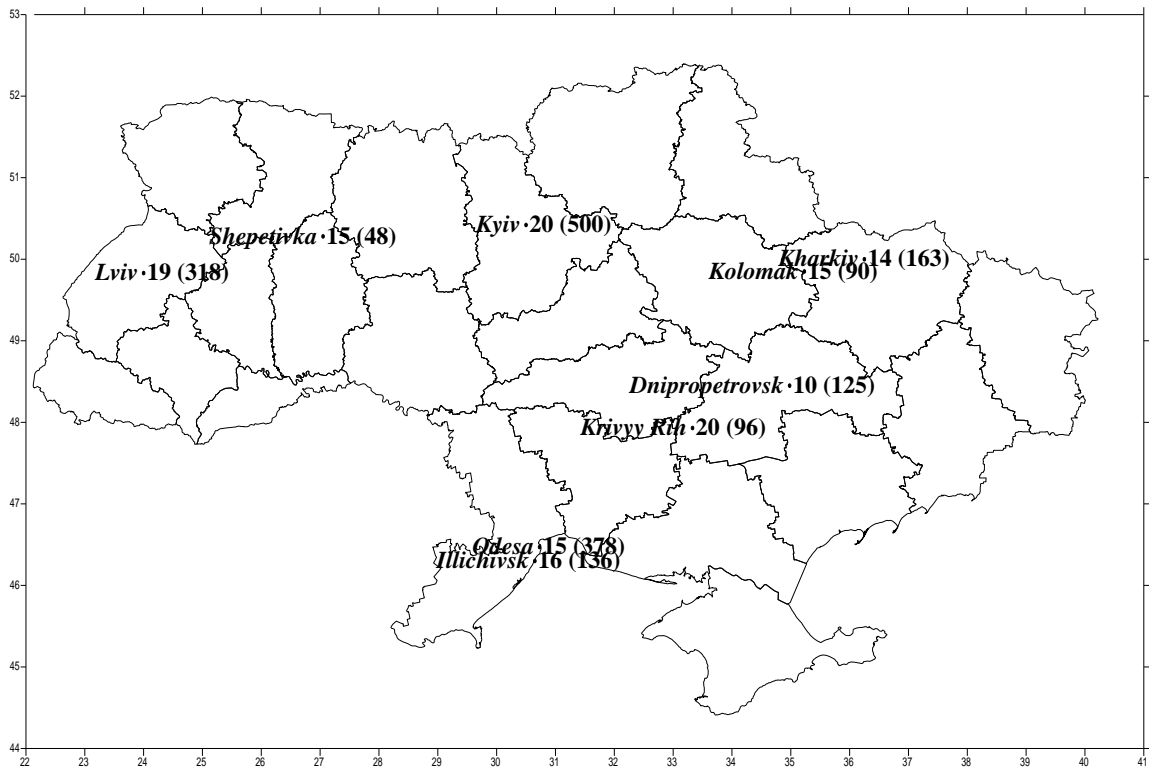 53
52
51
50
49
48
47
46
45
44
Kyiv·20 (500)
Shepetivka·15 (48)
Kharkiv·14 (163)
Lviv·19 (318)
Kolomak·15 (90)
Dnipropetrovsk·10 (125)
Krivyy Rih·20 (96)
Odesa·15 (378)
Illichivsk·16 (136)
22 23 24 25 26 27 28 29 30 31 32 33 34 35 36 37 38 39 40 41